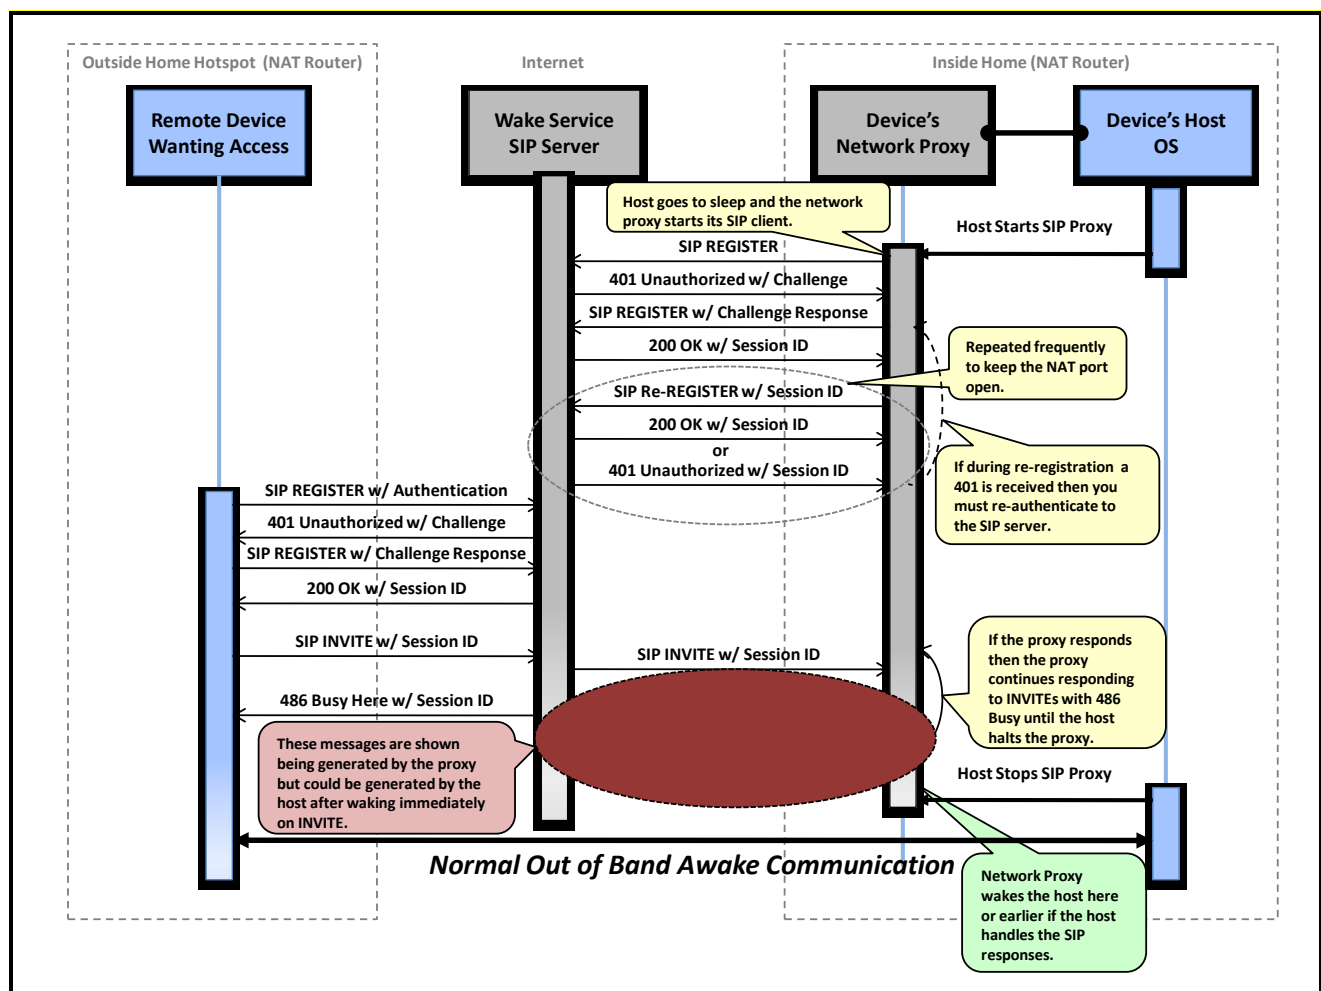 Outside Home Hotspot (NAT Router)
Internet
Inside Home (NAT Router)
Remote Device
Wanting Access
Wake Service
SIP Server
Device's
Network Proxy
Device's Host
OS
Host goes to sleep and the network
proxy starts its SIP client.
Host Starts SIP Proxy
SIP REGISTER
401 Unauthorized w/ Challenge
SIP REGISTER w/ Challenge Response
200 OK w/ Session ID
Repeated frequently
to keep the NAT port
open.
SIP Re-REGISTER w/ Session ID
200 OK w/ Session ID
or
401 Unauthorized w/ Session ID
If during re-registration a
401 is received then you
must re-authenticate to
the SIP server.
SIP REGISTER w/ Authentication
401 Unauthorized w/ Challenge
SIP REGISTER w/ Challenge Response
200 OK w/ Session ID
SIP INVITE w/ Session ID
SIP INVITE w/ Session ID
If the proxy responds
then the proxy
continues responding
to INVITEs with 486
Busy until the host
halts the proxy.
486 Busy Here w/ Session ID
These messages are shown
being generated by the proxy
but could be generated by the
host after waking immediately
on INVITE.
Host Stops SIP Proxy
Normal Out of Band Awake Communication
Network Proxy
wakes the host here
or earlier if the host
handles the SIP
responses.